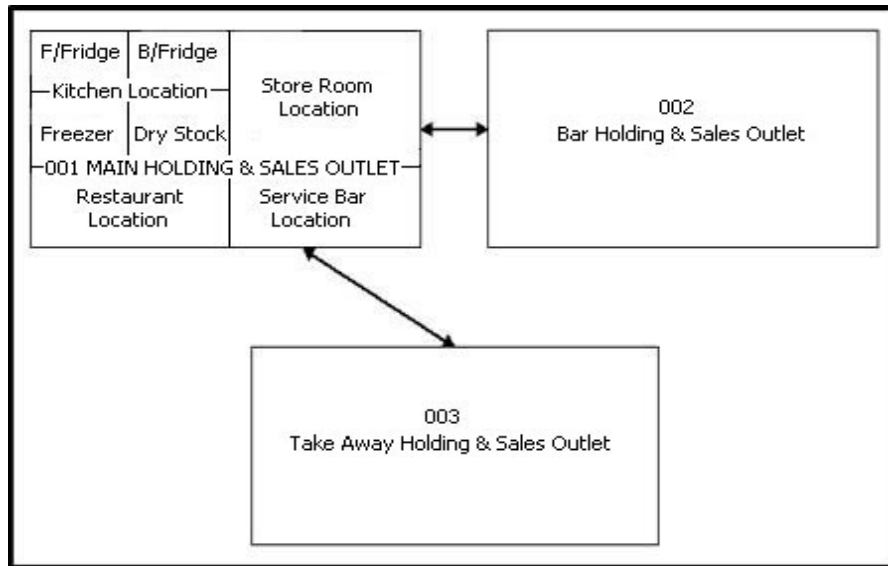 F/Fridge B/Fridge
Kitchen Location
Freezer Dry Stock
Store Room
Location
001 MAIN HOLDING & SALES OUTLET
Restaurant
Location
Service Bar
Location
002
Bar Holding & Sales Outlet
003
Take Away Holding & Sales Outlet